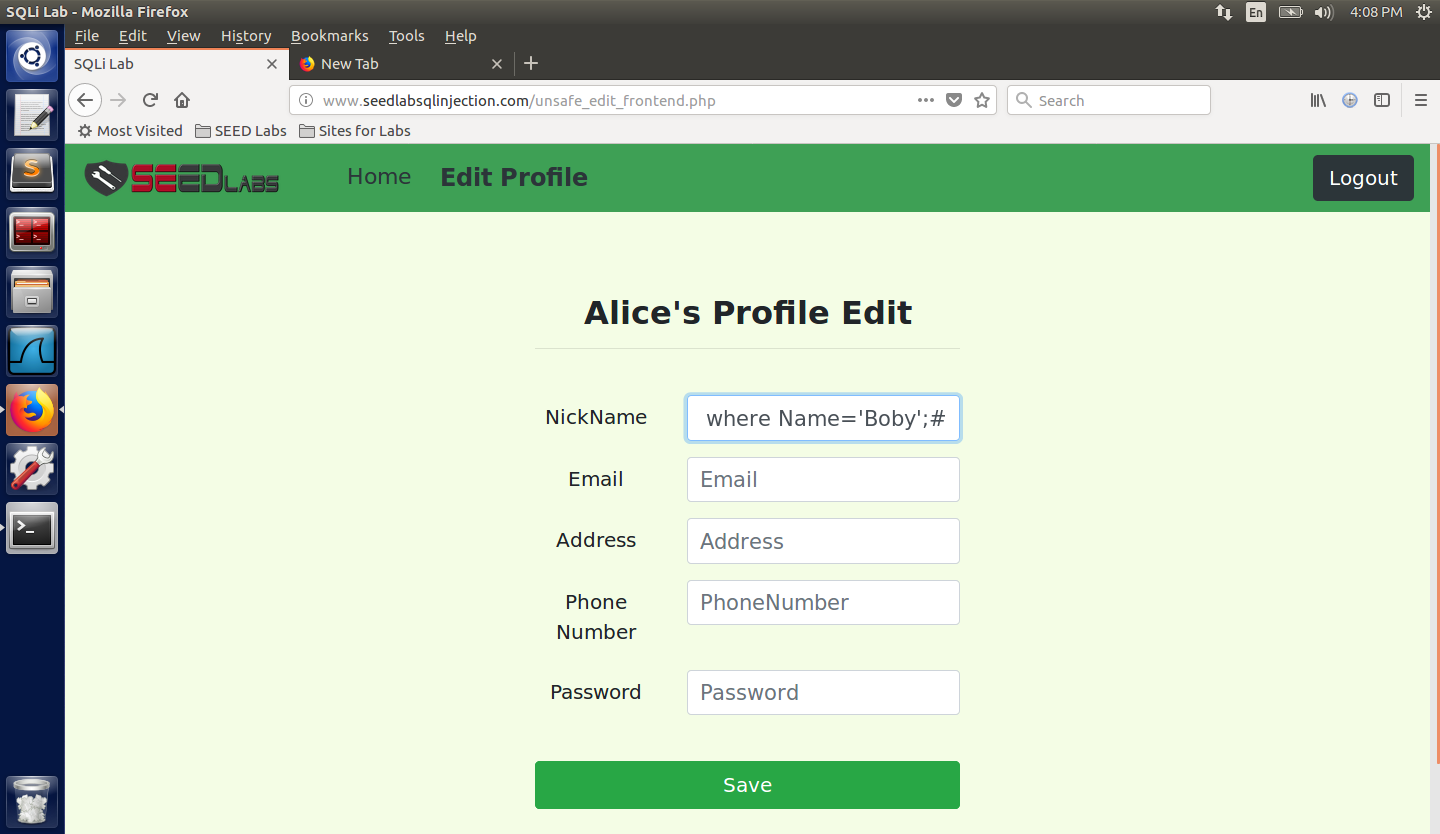 SQLi Lab - Mozilla Firefox
En
4:08 PM
File Edit View History Bookmarks Tools Help
SQLi Lab
New Tab
www.seedlabsqlinjection.com/unsafe_edit_frontend.php
Search
Most Visited
SEED Labs
Sites for Labs
SEEDLABS
Home
Edit Profile
Logout
Alice's Profile Edit
NickName
where Name='Boby';#
Email
Email
Address
Address
Phone
Number
PhoneNumber
Password
Password
Save